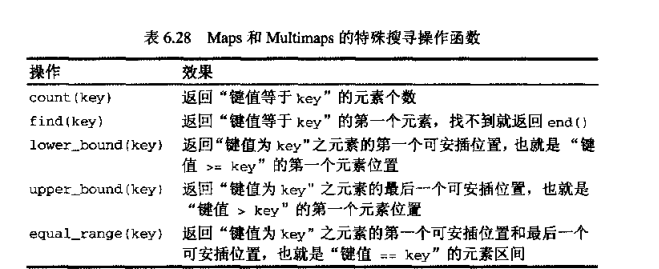 表 6.28 Maps 和 Multimaps 的特殊搜寻操作函数
操作 效果
count(key) 返回“键值等于 key”的元素个数
find(key) 返回“键值等于 key”的第一个元素，找不到就返回 end()
lower_bound(key) 返回“键值为 key”之元素的第一个可安插位置，也就是“键
值 >= key”的第一个元素位置
upper_bound(key) 返回“键值为 key”之元素的最后一个可安插位置，也就是
“键值 > key”的第一个元素位置
equal_range(key) 返回“键值为 key”之元素的第一个可安插位置和最后一个
可安插位置，也就是“键值 == key”的元素区间